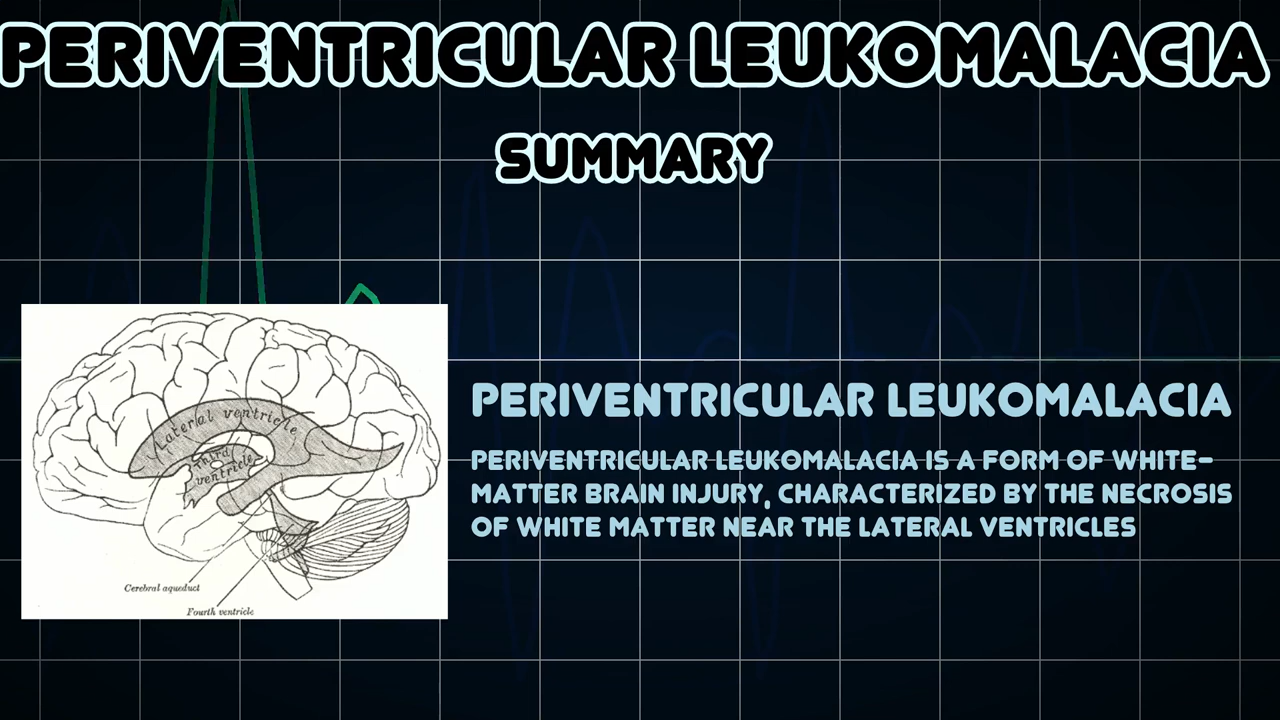 PERIVENTRICULAR LEUKOMALACIA
SUMMARY
Lateral ventricle
Third
ventricle
Cerebral aqueduct
Fourth ventricle
PERIVENTRICULAR LEUKOMALACIA
PERIVENTRICULAR LEUKOMALACIA IS A FORM OF WHITE-
MATTER BRAIN INJURY, CHARACTERIZED BY THE NECROSIS
OF WHITE MATTER NEAR THE LATERAL VENTRICLES